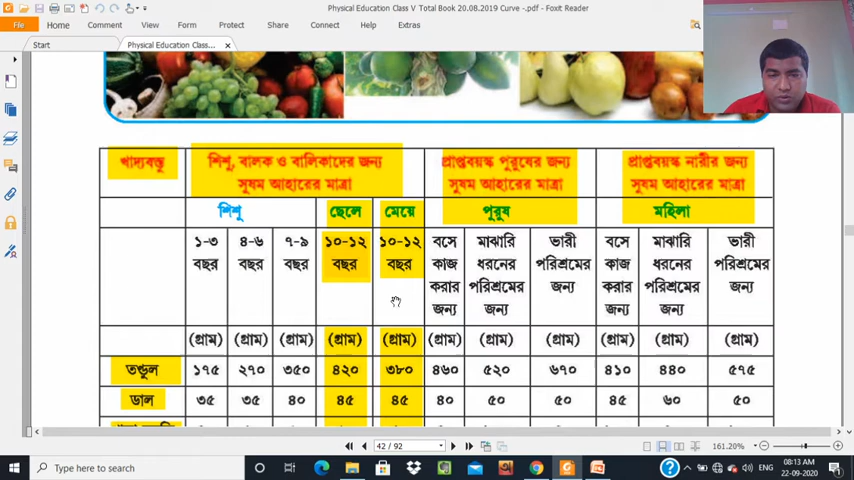 Physical Education Class V Total Book 20.08.2019 Curve -.pdf - Foxit Reader
File Home Comment View Form Protect Share Connect Help Extras
Start Physical Education Class...
খাদ্যবস্তু শিশু, বালক ও বালিকাদের জন্য প্রাপ্তবয়স্ক পুরুষের জন্য প্রাপ্তবয়স্ক নারীর জন্য
সুষম আহারের মাত্রা সুষম আহারের মাত্রা সুষম আহারের মাত্রা
শিশু ছেলে মেয়ে পুরুষ মহিলা
১-৩ ৪-৬ ৭-৯ ১০-১২ ১০-১২ বসে মাঝারি ভারী বসে মাঝারি ভারী
বছর বছর বছর বছর বছর কাজ ধরনের পরিশ্রমের কাজ ধরনের পরিশ্রমের
করার পরিশ্রমের জন্য করার পরিশ্রমের জন্য
জন্য জন্য জন্য জন্য
(গ্রাম) (গ্রাম) (গ্রাম) (গ্রাম) (গ্রাম) (গ্রাম) (গ্রাম) (গ্রাম) (গ্রাম) (গ্রাম) (গ্রাম)
তণ্ডুল ১৭৫ ২৭০ ৩৫০ ৪২০ ৩৮০ ৪৬০ ৫২০ ৬৭০ ৪১০ ৪৪০ ৫৭৫
ডাল ৩৫ ৩৫ ৪০ ৪৫ ৪৫ ৪০ ৫০ ৫০ ৪৫ ৬০ ৫০
42 / 92 161.20%
Type here to search ENG 08:13 AM
22-09-2020